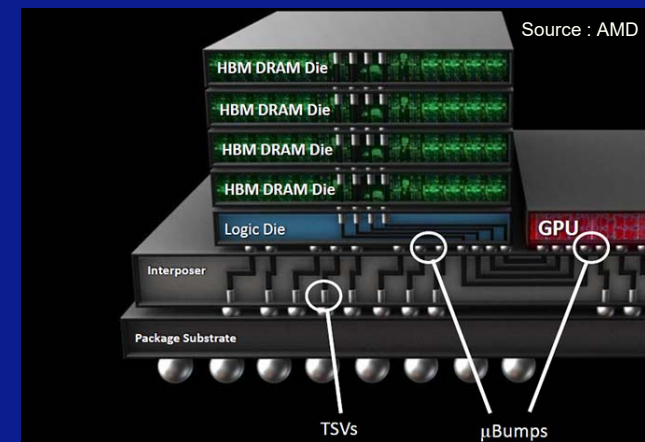 Source : AMD
HBM DRAM Die
HBM DRAM Die
HBM DRAM Die
HBM DRAM Die
Logic Die
GPU
Interposer
Package Substrate
TSVs
μBumps